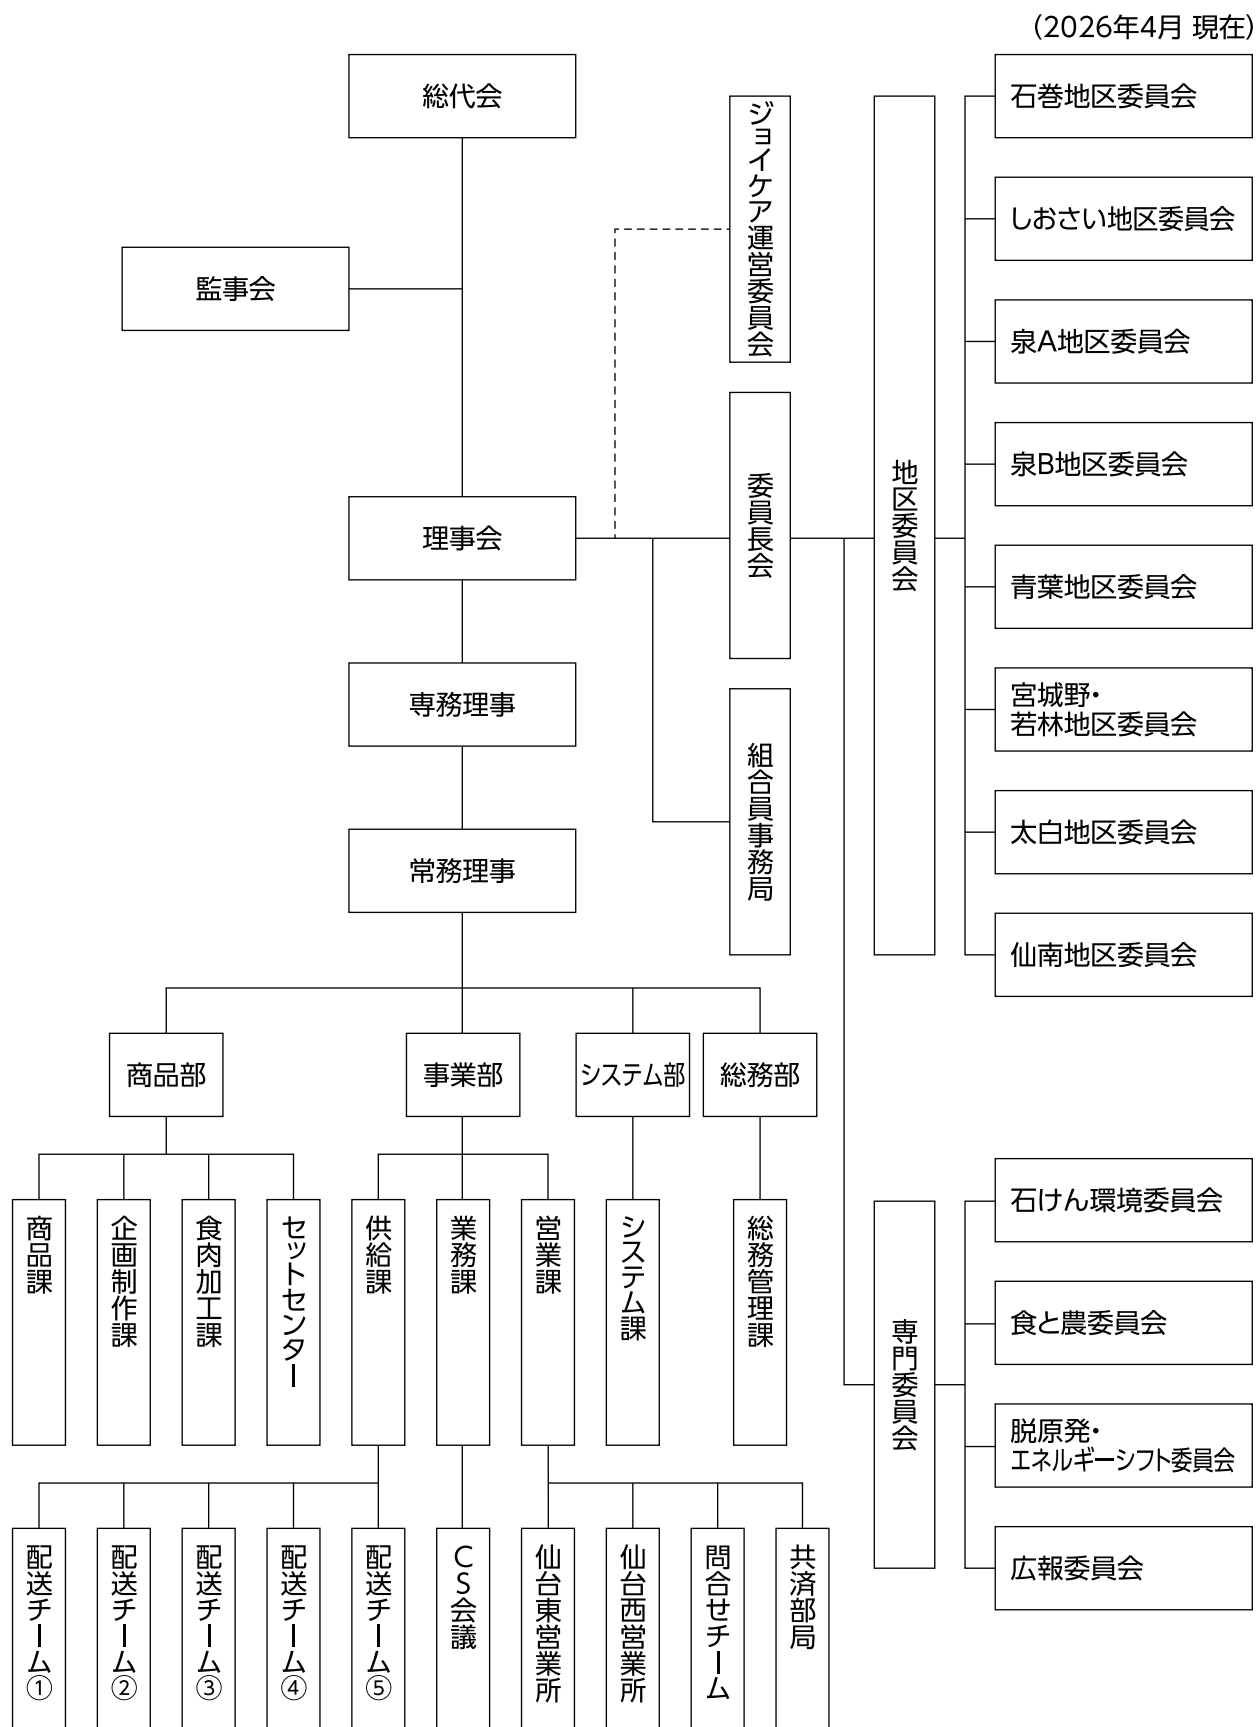 (2026年4月 現在)
総代会
監事会
理事会
専務理事
常務理事
ジョイケア運営委員会
委員長会
組合員事務局
地区委員会
石巻地区委員会
しおさい地区委員会
泉A地区委員会
泉B地区委員会
青葉地区委員会
宮城野・
若林地区委員会
太白地区委員会
仙南地区委員会
専門委員会
石けん環境委員会
食と農委員会
脱原発・
エネルギーシフト委員会
広報委員会
商品部
事業部
システム部
総務部
商品課
企画制作課
食肉加工課
セットセンター
供給課
業務課
営業課
システム課
総務管理課
配送チーム①
配送チーム②
配送チーム③
配送チーム④
配送チーム⑤
CS会議
仙台東営業所
仙台西営業所
問合せチーム
共済部局